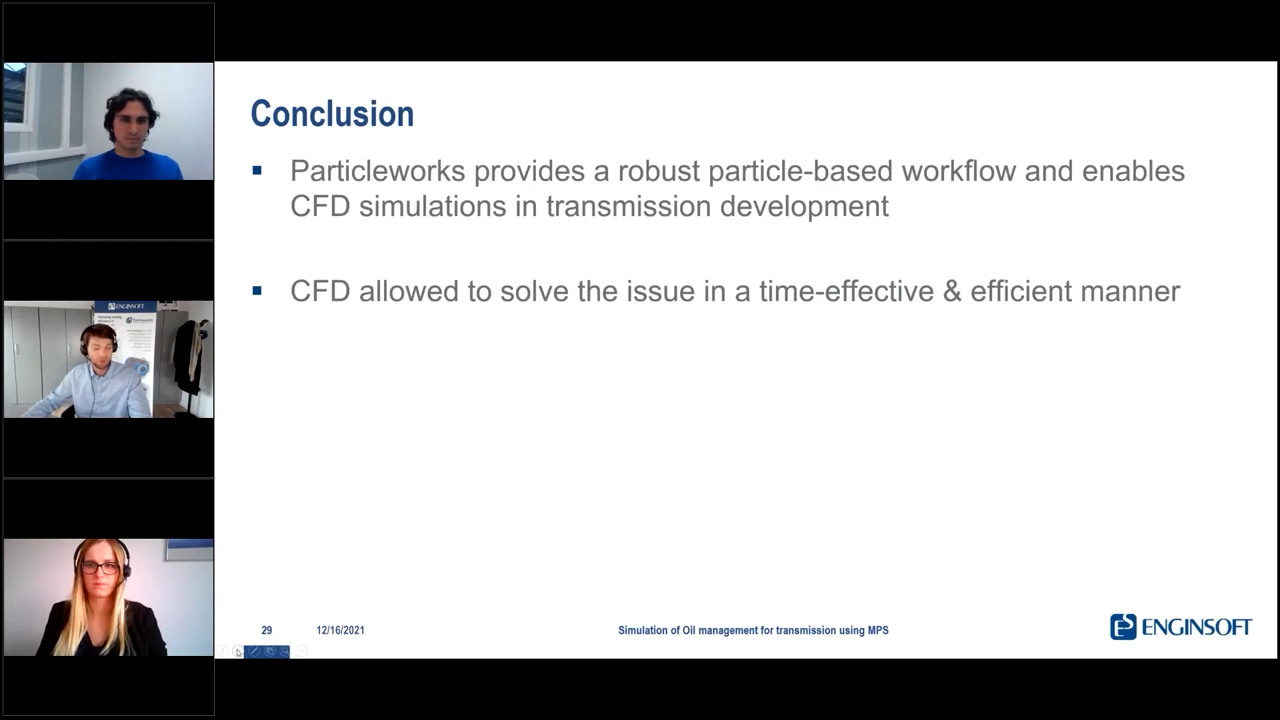 Conclusion
▪ Particleworks provides a robust particle-based workflow and enables
CFD simulations in transmission development
▪ CFD allowed to solve the issue in a time-effective & efficient manner
29 12/16/2021 Simulation of Oil management for transmission using MPS
ENGINSOFT
ENGINSOFT